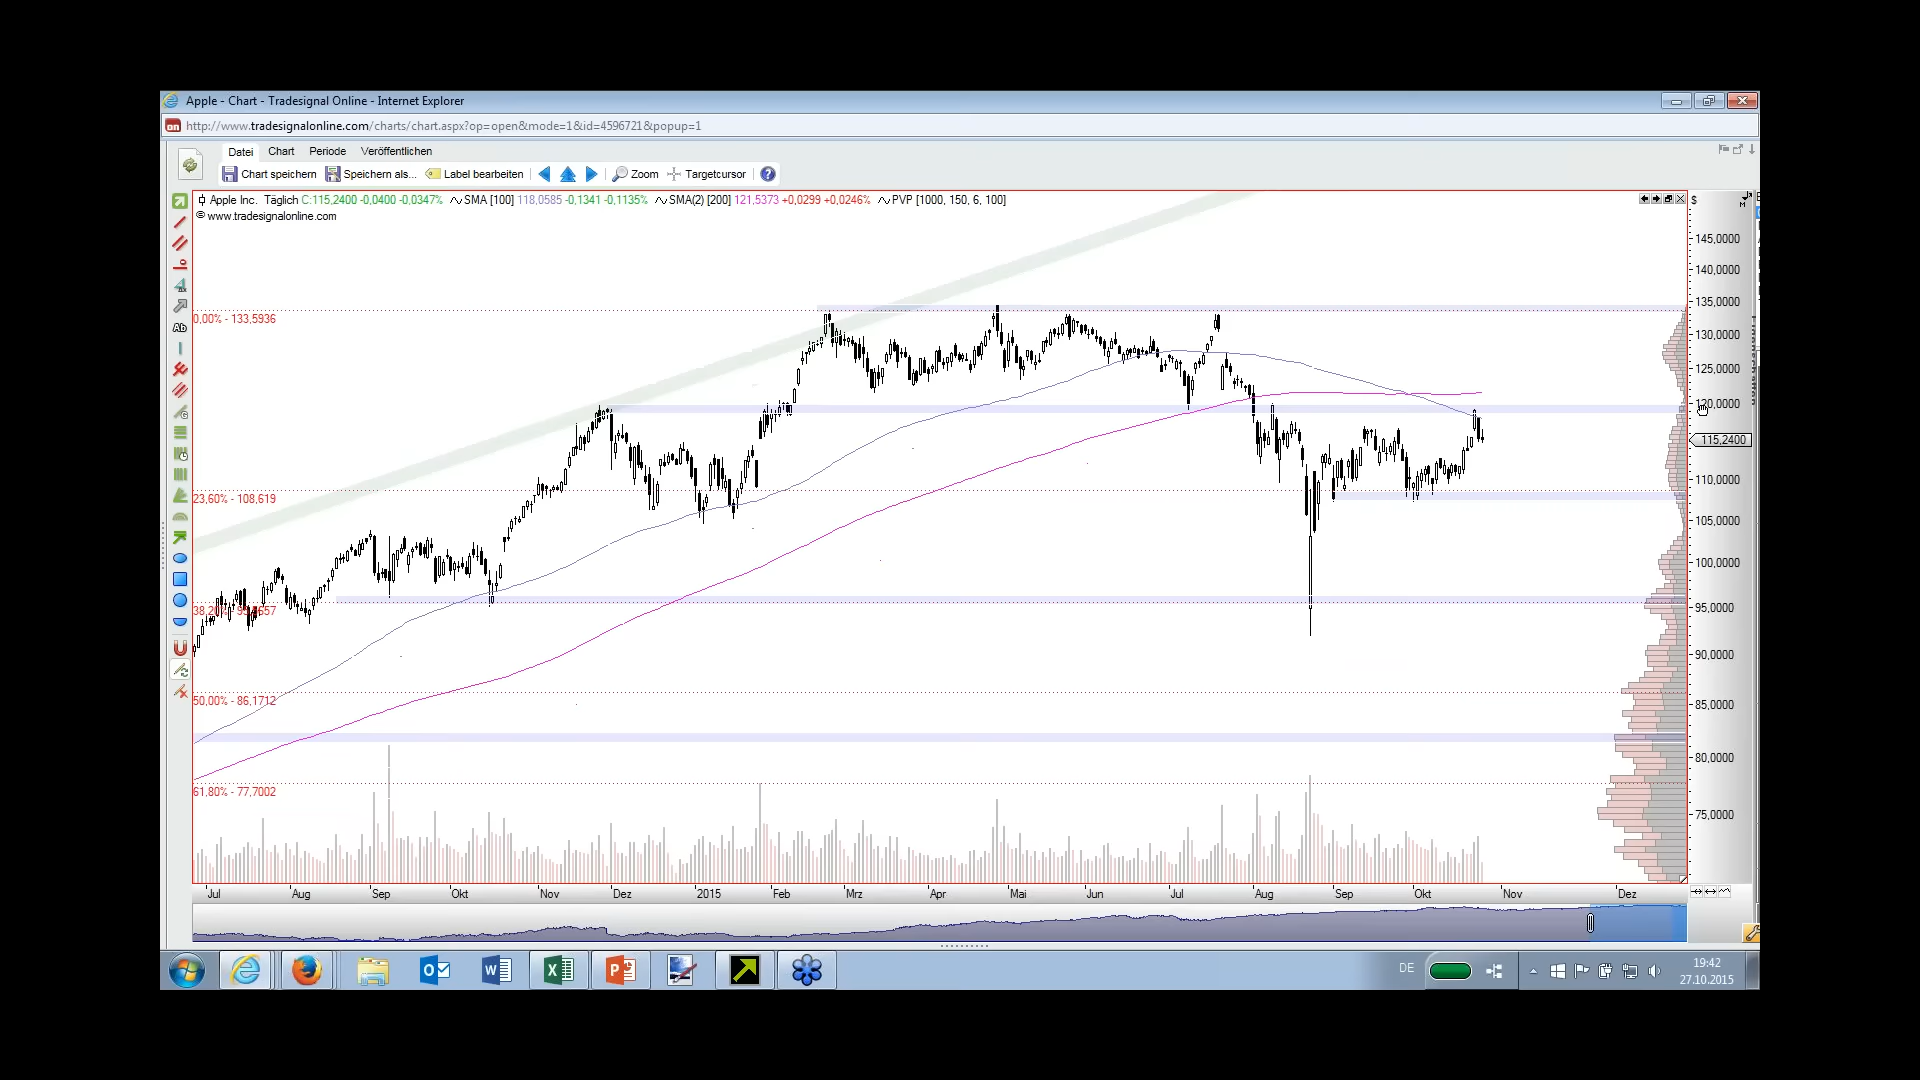 Apple - Chart - Tradesignal Online - Internet Explorer
http://www.tradesignalonline.com/charts/chart.aspx?op=open&mode=1&id=4596721&popup=1
Datei Chart Periode Veröffentlichen
Chart speichern Speichern als... Label bearbeiten Zoom Targetcursor
Apple Inc. Täglich C:115,2400 -0,0400 -0,0347% SMA [100] 118,0585 -0,1341 -0,1135% SMA(2) [200] 121,5373 +0,0299 +0,0246% PVP [1000, 150, 6, 100]
© www.tradesignalonline.com
$
145,0000
140,0000
135,0000
0,00% - 133,5936
130,0000
125,0000
120,0000
115,2400
110,0000
23,60% - 108,619
105,0000
100,0000
95,0000
90,0000
50,00% - 86,1712
85,0000
80,0000
61,80% - 77,7002
75,0000
Jul Aug Sep Okt Nov Dez 2015 Feb Mrz Apr Mai Jun Jul Aug Sep Okt Nov Dez
DE
19:42
27.10.2015